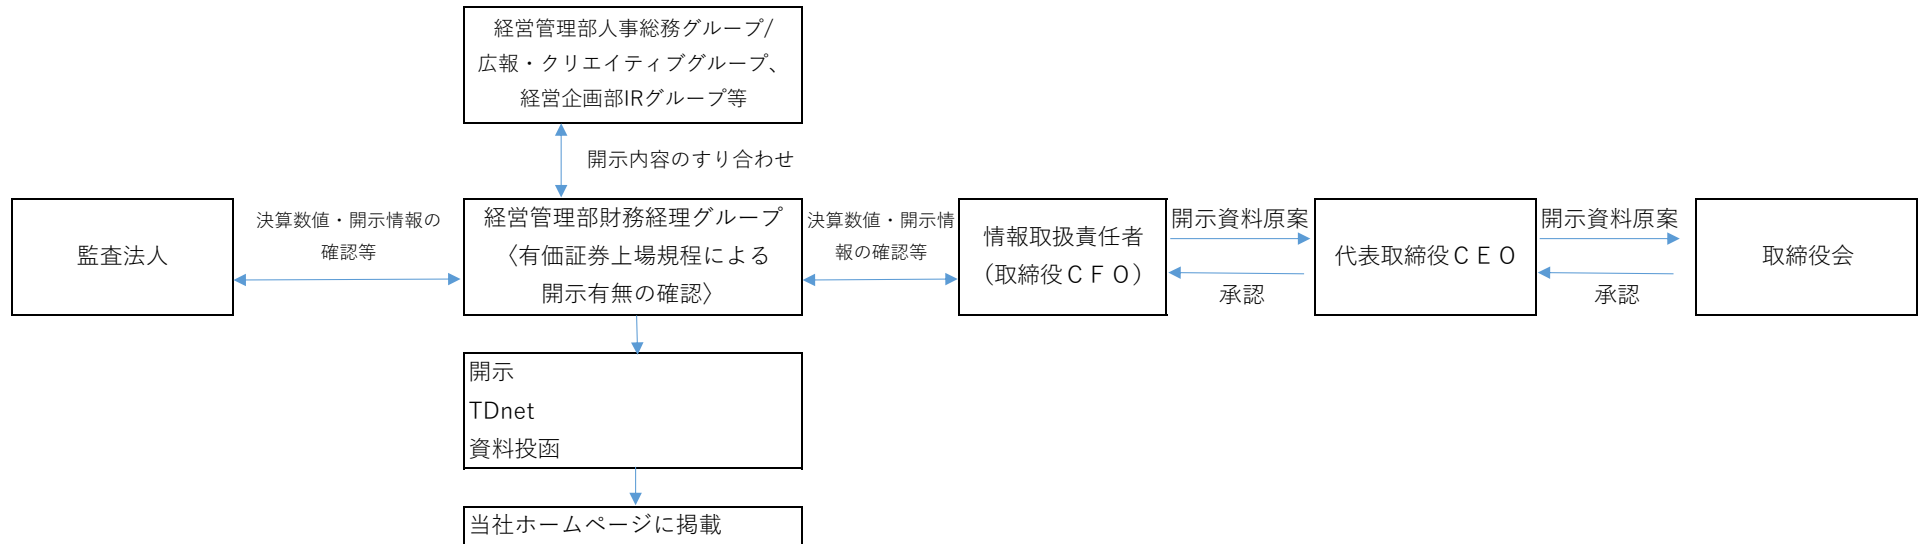 経営管理部人事総務グループ/
広報・クリエイティブグループ、
経営企画部IRグループ等
開示内容のすり合わせ
監査法人
決算数値・開示情報の
確認等
経営管理部財務経理グループ
〈有価証券上場規程による
開示有無の確認〉
決算数値・開示情
報の確認等
情報取扱責任者
（取締役ＣＦＯ）
開示資料原案
承認
代表取締役ＣＥＯ
開示資料原案
承認
取締役会
開示
TDnet
資料投函
当社ホームページに掲載